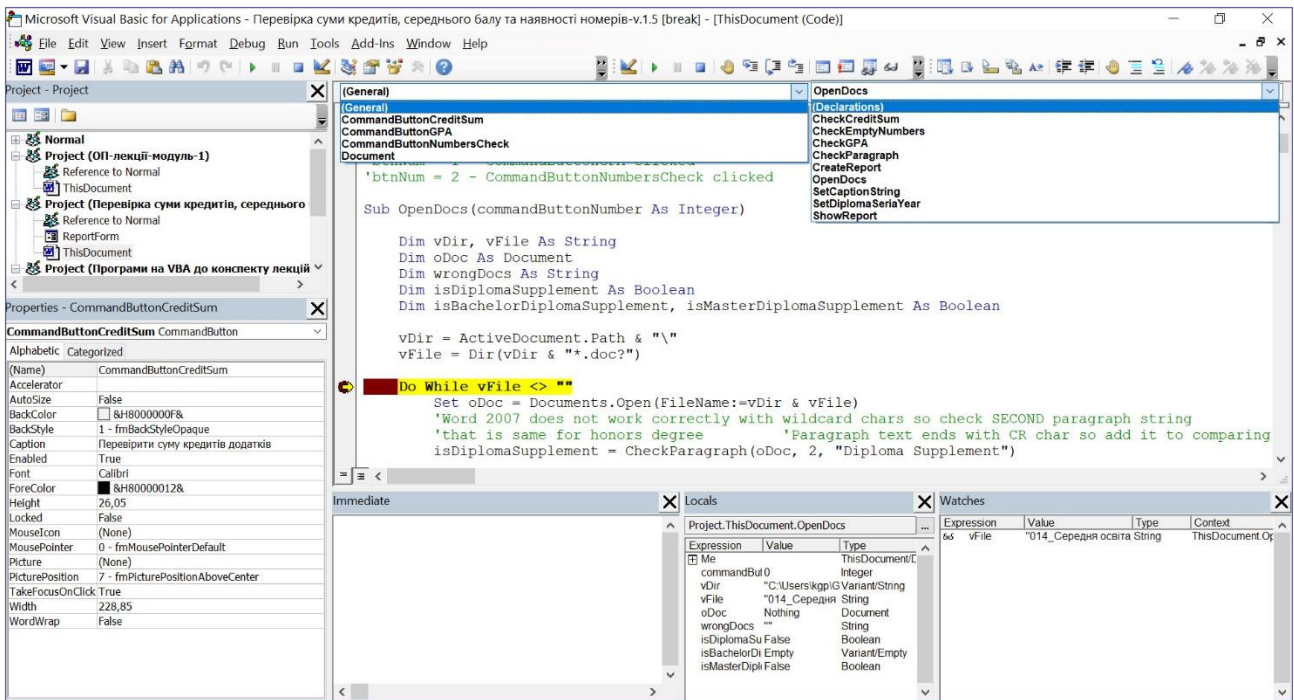 Microsoft Visual Basic for Applications - Перевірка суми кредитів, середнього балу та наявності номерів-v.1.5 [break] - [ThisDocument (Code)]
File Edit View Insert Format Debug Run Tools Add-Ins Window Help
Project - Project
Normal
Project (ОП-лекції-модуль-1)
Reference to Normal
ThisDocument
Project (Перевірка суми кредитів, середнього
Reference to Normal
ReportForm
ThisDocument
Project (Програми на VBA до конспекту лекцій
Properties - CommandButtonCreditSum
CommandButtonCreditSum CommandButton
Alphabetic Categorized
(Name) CommandButtonCreditSum
Accelerator
AutoSize False
BackColor &H8000000F&
BackStyle 1 - fmBackStyleOpaque
Caption Перевірити суму кредитів додатків
Enabled True
Font Calibri
ForeColor &H80000012&
Height 26,05
Locked False
MouseIcon (None)
MousePointer 0 - fmMousePointerDefault
Picture (None)
PicturePosition 7 - fmPicturePositionAboveCenter
TakeFocusOnClick True
Width 228,85
WordWrap False
(General) OpenDocs
(General)
CommandButtonCreditSum
CommandButtonGPA
CommandButtonNumbersCheck
Document
(Declarations)
CheckCreditSum
CheckEmptyNumbers
CheckGPA
CheckParagraph
CreateReport
OpenDocs
SetCaptionString
SetDiplomaSeriaYear
ShowReport
'btnNum = 2 - CommandButtonNumbersCheck clicked
Sub OpenDocs(commandButtonNumber As Integer)
Dim vDir, vFile As String
Dim oDoc As Document
Dim wrongDocs As String
Dim isDiplomaSupplement As Boolean
Dim isBachelorDiplomaSupplement, isMasterDiplomaSupplement As Boolean
vDir = ActiveDocument.Path & "\"
vFile = Dir(vDir & "*.doc?")
Do While vFile <> ""
Set oDoc = Documents.Open(FileName:=vDir & vFile)
'Word 2007 does not work correctly with wildcard chars so check SECOND paragraph string
'that is same for honors degree 'Paragraph text ends with CR char so add it to comparing
isDiplomaSupplement = CheckParagraph(oDoc, 2, "Diploma Supplement")
Immediate
Locals
Project.ThisDocument.OpenDocs ...
Expression Value Type
Me ThisDocument/D
commandBut 0 Integer
vDir "C:\Users\kgp\G Variant/String
vFile "014_Середня String
oDoc Nothing Document
wrongDocs "" String
isDiplomaSu False Boolean
isBachelorDi Empty Variant/Empty
isMasterDipl False Boolean
Watches
Expression Value Type Context
vFile "014_Середня освіта String ThisDocument.Op